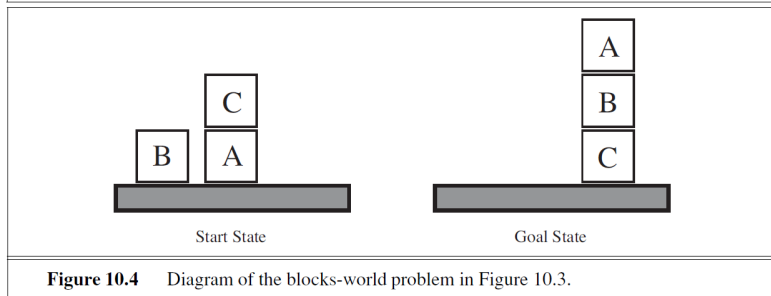 A
C
B
B A
C
Start State Goal State
Figure 10.4 Diagram of the blocks-world problem in Figure 10.3.